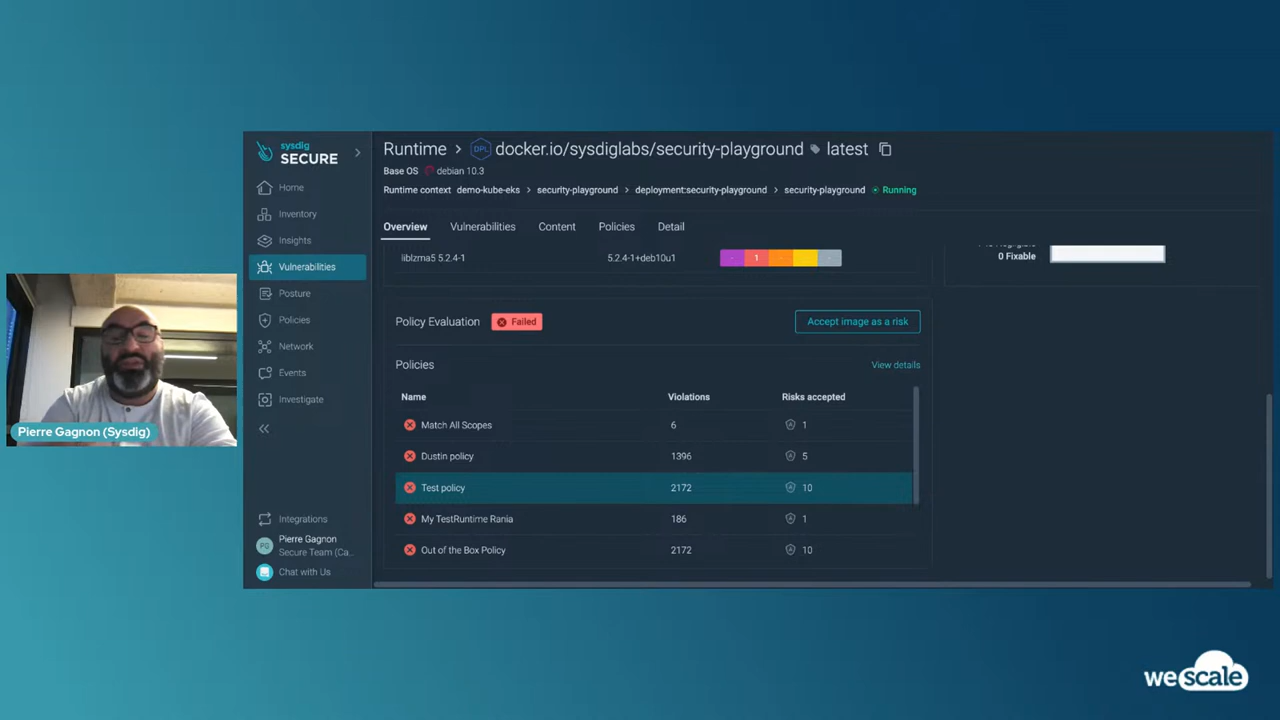 sysdig
SECURE
Home
Inventory
Insights
Vulnerabilities
Posture
Policies
Network
Events
Investigate
Integrations
PG
Pierre Gagnon
Secure Team (Ca...
Chat with Us
Runtime > DPL docker.io/sysdiglabs/security-playground latest
Base OS debian 10.3
Runtime context demo-kube-eks > security-playground > deployment:security-playground > security-playground Running
Overview Vulnerabilities Content Policies Detail
liblzma5 5.2.4-1 5.2.4-1+deb10u1 - 1 - - -
0 Fixable
Policy Evaluation Failed Accept image as a risk
Policies View details
Name Violations Risks accepted
Match All Scopes 6 1
Dustin policy 1396 5
Test policy 2172 10
My TestRuntime Rania 186 1
Out of the Box Policy 2172 10
Pierre Gagnon (Sysdig)
wescale